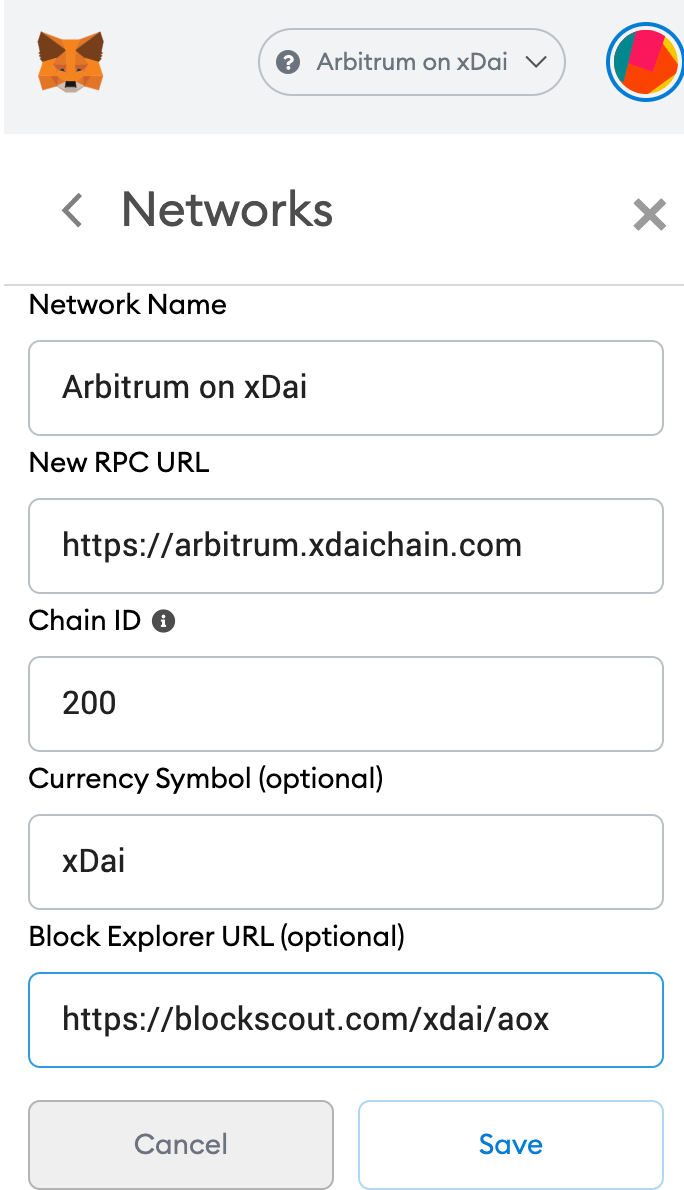 Arbitrum on xDai
Networks
Network Name
Arbitrum on xDai
New RPC URL
https://arbitrum.xdaichain.com
Chain ID
200
Currency Symbol (optional)
xDai
Block Explorer URL (optional)
https://blockscout.com/xdai/aox
Cancel Save